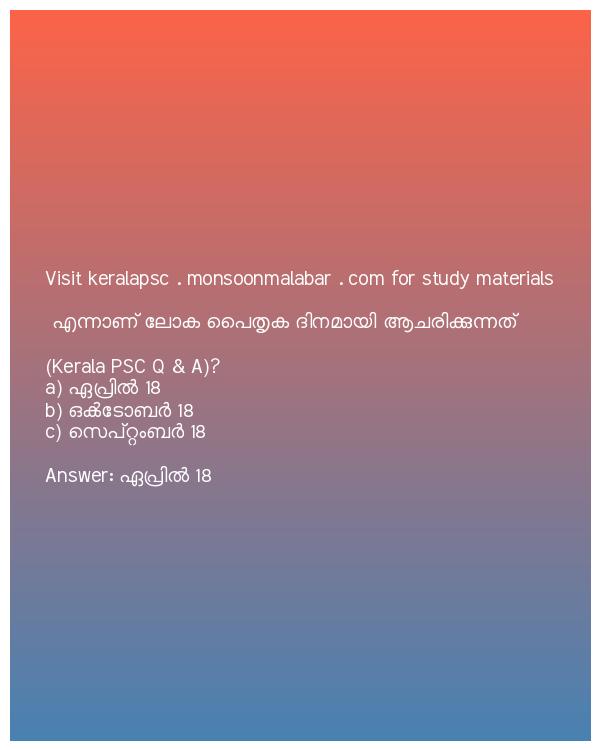 Visit keralapsc . monsoonmalabar . com for study materials
എന്നാണ് ലോക പൈതൃക ദിനമായി ആചരിക്കുന്നത്
(Kerala PSC Q & A)?
a) ഏപ്രിൽ 18
b) ഒക്‌ടോബർ 18
c) സെപ്റ്റംബർ 18
Answer: ഏപ്രിൽ 18